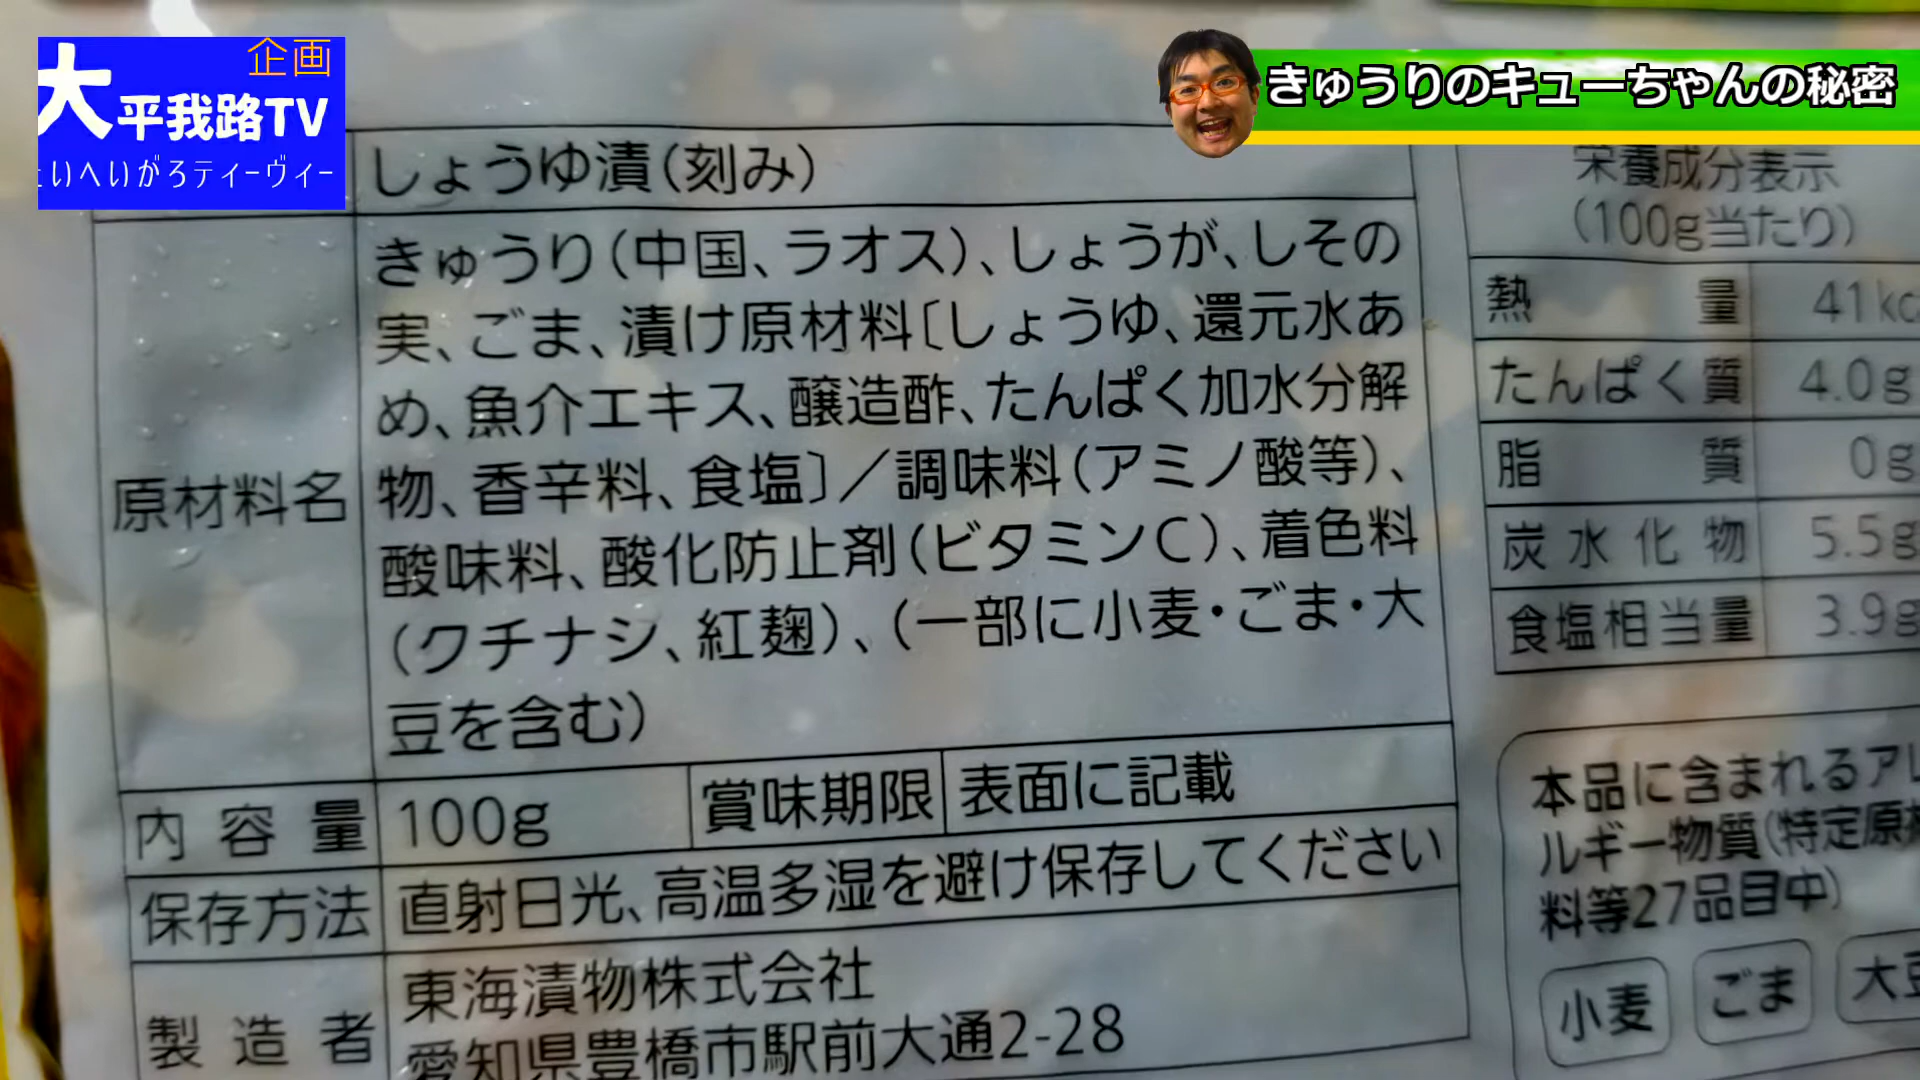 企画
大平我路TV
いへいがろティーヴィー
きゅうりのキューちゃんの秘密
しょうゆ漬(刻み)
原材料名
きゅうり(中国、ラオス)、しょうが、しその
実、ごま、漬け原材料〔しょうゆ、還元水あ
め、魚介エキス、醸造酢、たんぱく加水分解
物、香辛料、食塩〕／調味料(アミノ酸等)、
酸味料、酸化防止剤(ビタミンC)、着色料
(クチナシ、紅麹)、(一部に小麦・ごま・大
豆を含む)
内容量 100g 賞味期限 表面に記載
保存方法 直射日光、高温多湿を避け保存してください
製造者 東海漬物株式会社
愛知県豊橋市駅前大通2-28
栄養成分表示
(100g当たり)
熱量 41kc
たんぱく質 4.0g
脂質 0g
炭水化物 5.5g
食塩相当量 3.9g
本品に含まれるアレ
ルギー物質(特定原材
料等27品目中)
小麦 ごま 大豆